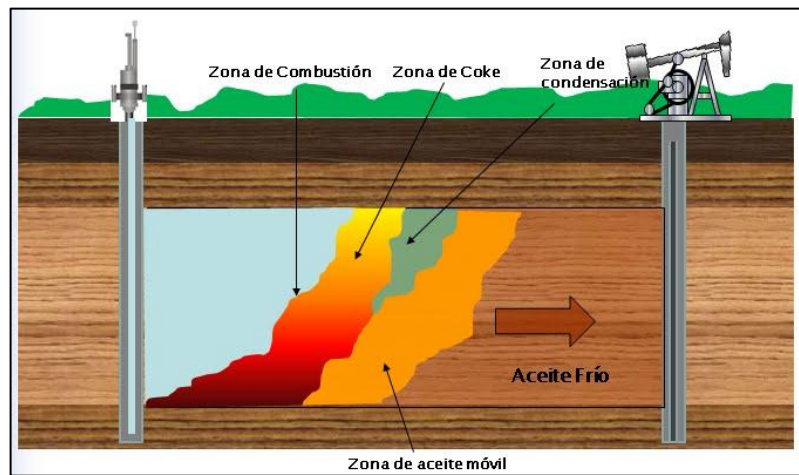 Zona de Combustión
Zona de Coke
Zona de
condensación
Aceite Frío
Zona de aceite móvil